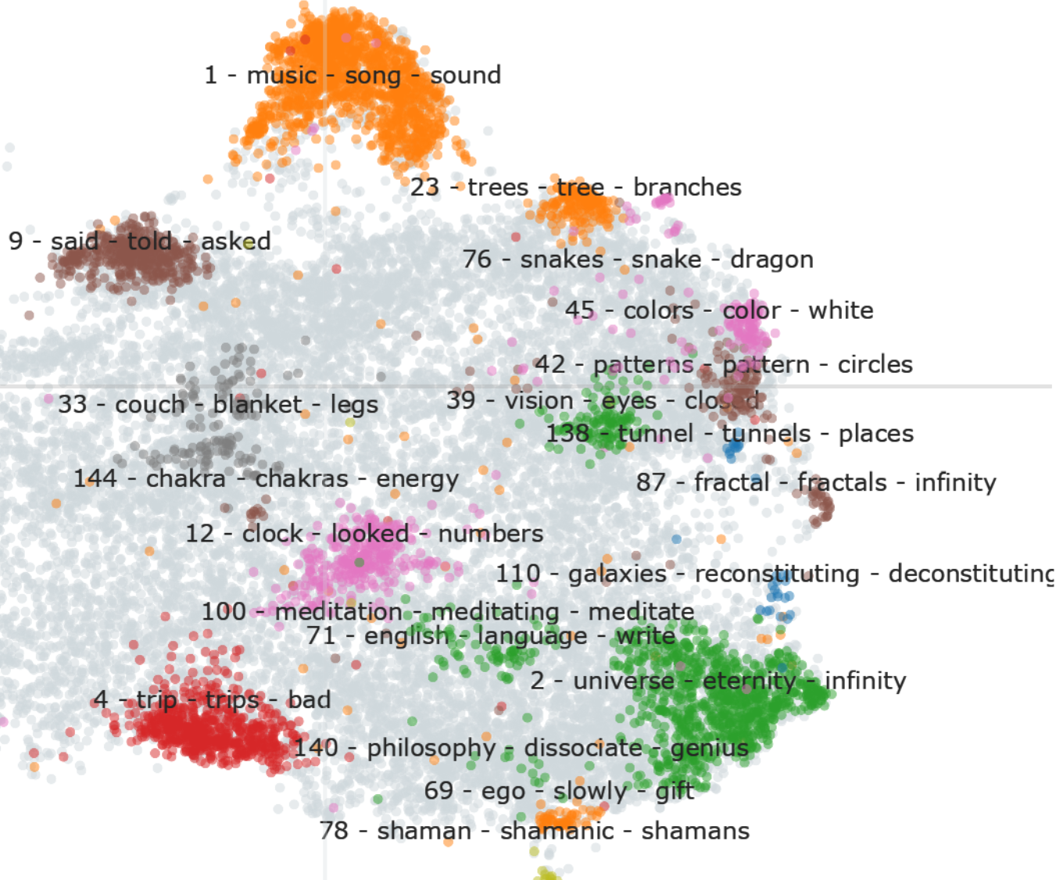 1 - music - song - sound
23 - trees - tree - branches
9 - said - told - asked
76 - snakes - snake - dragon
45 - colors - color - white
42 - patterns - pattern - circles
39 - vision - eyes - closed
33 - couch - blanket - legs
138 - tunnel - tunnels - places
144 - chakra - chakras - energy
87 - fractal - fractals - infinity
12 - clock - looked - numbers
110 - galaxies - reconstituting - deconstituting
100 - meditation - meditating - meditate
71 - english - language - write
2 - universe - eternity - infinity
4 - trip - trips - bad
140 - philosophy - dissociate - genius
69 - ego - slowly - gift
78 - shaman - shamanic - shamans